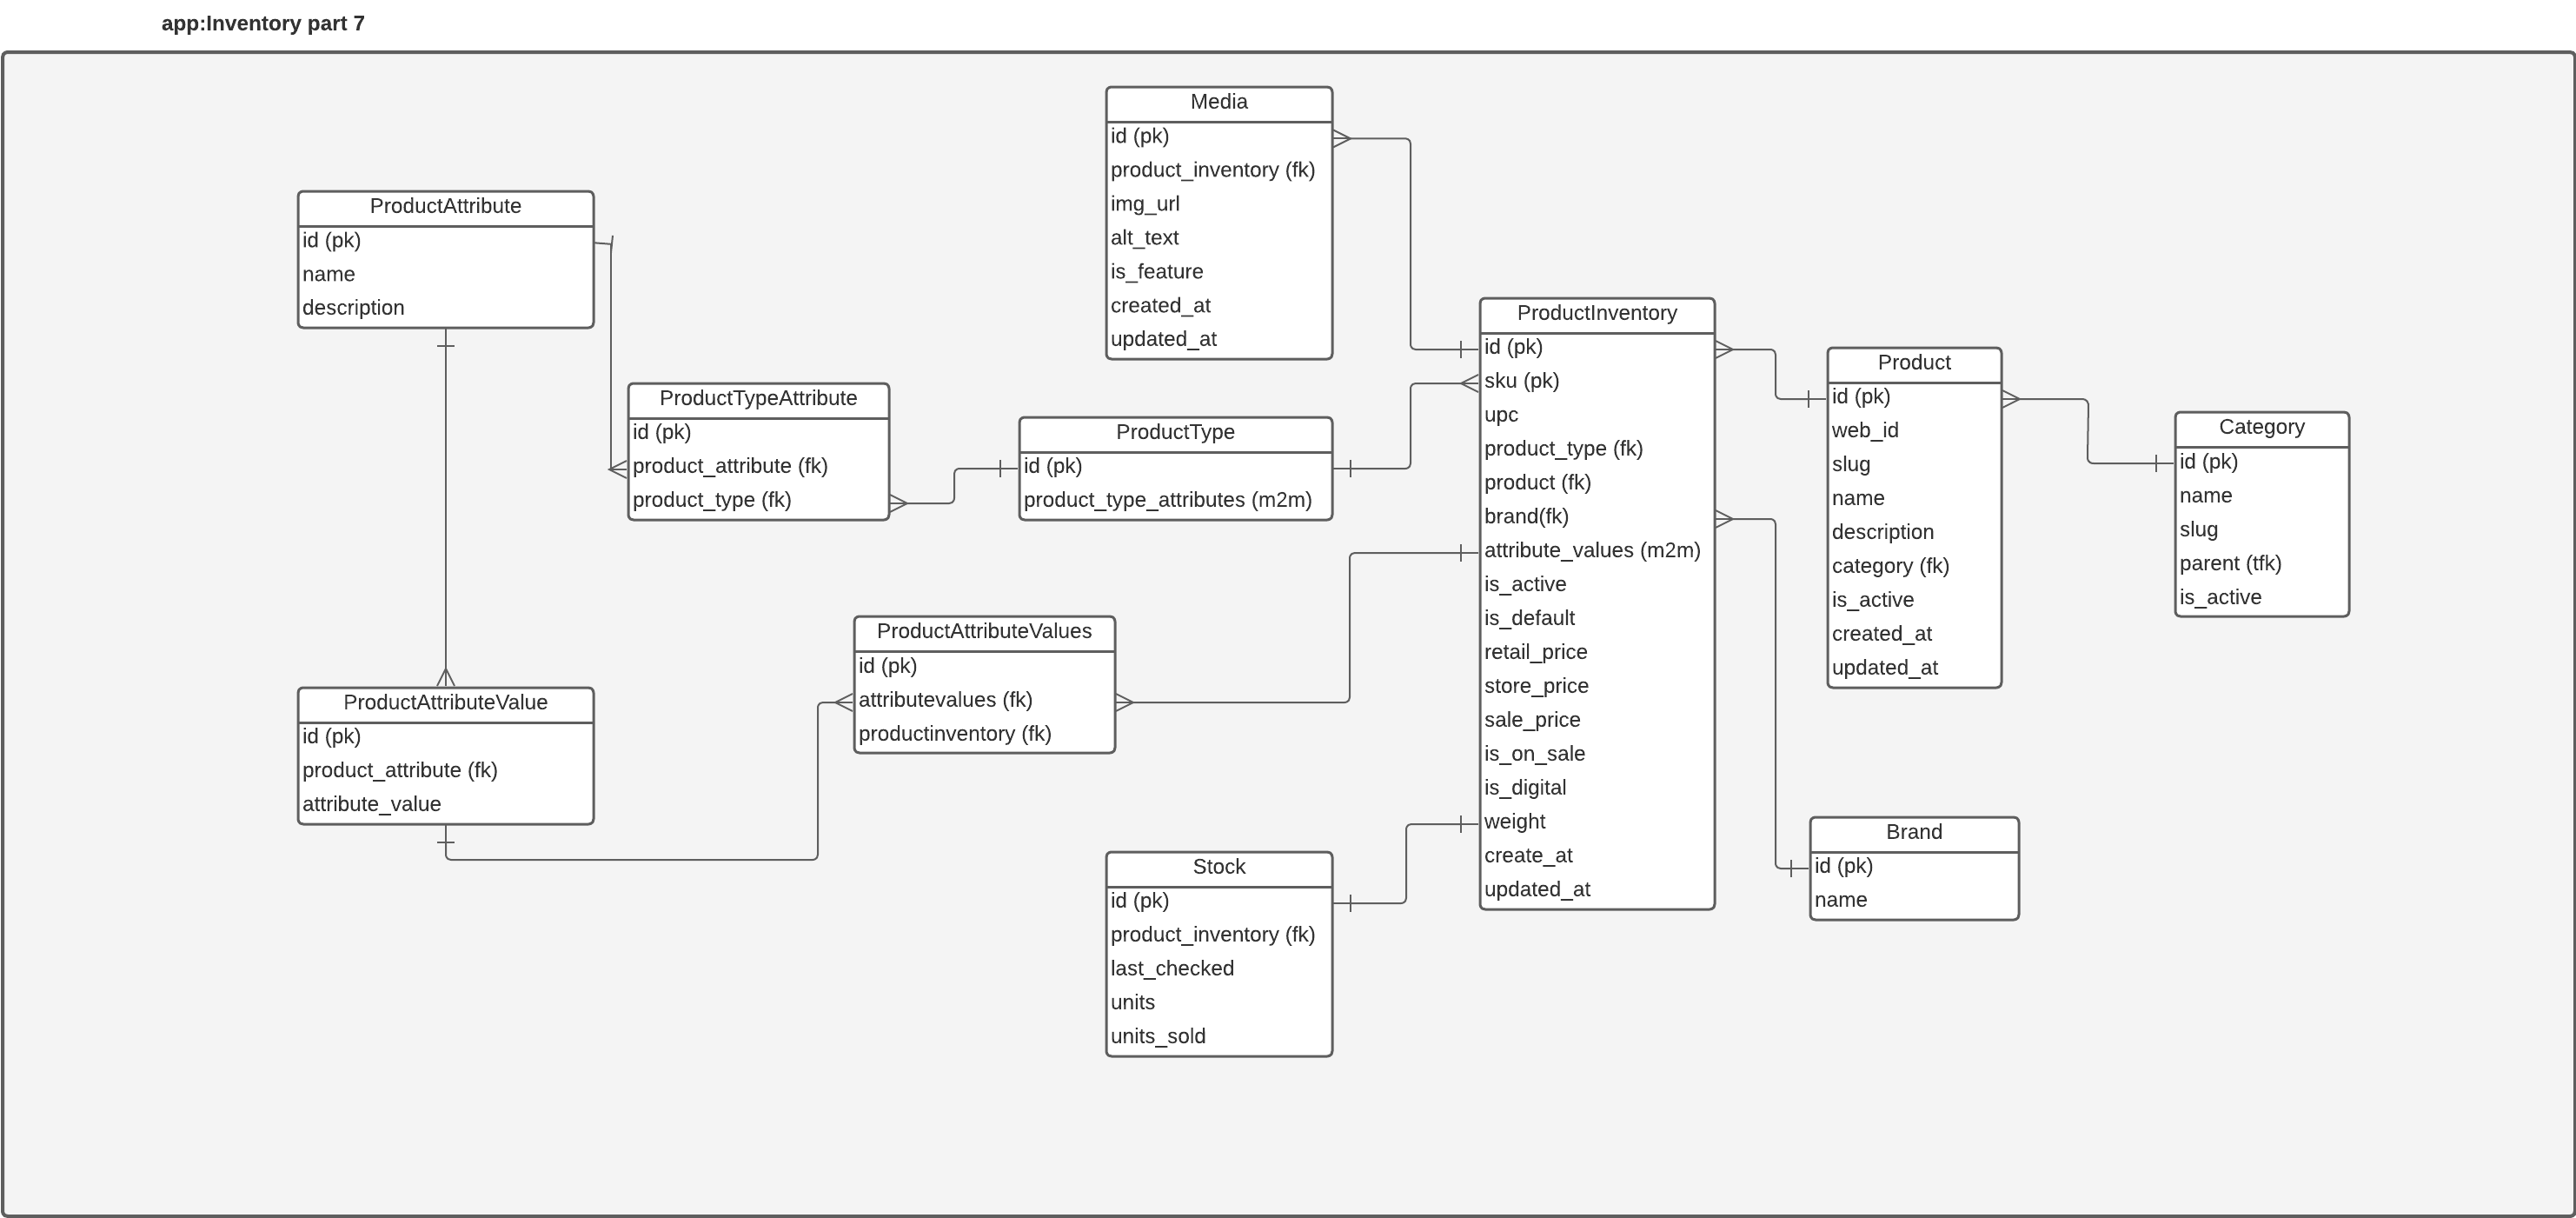 app:Inventory part 7
Media
id (pk)
product_inventory (fk)
img_url
alt_text
is_feature
created_at
updated_at
ProductAttribute
id (pk)
name
description
ProductTypeAttribute
id (pk)
product_attribute (fk)
product_type (fk)
ProductType
id (pk)
product_type_attributes (m2m)
ProductInventory
id (pk)
sku (pk)
upc
product_type (fk)
product (fk)
brand(fk)
attribute_values (m2m)
is_active
is_default
retail_price
store_price
sale_price
is_on_sale
is_digital
weight
create_at
updated_at
Product
id (pk)
web_id
slug
name
description
category (fk)
is_active
created_at
updated_at
Category
id (pk)
name
slug
parent (tfk)
is_active
ProductAttributeValues
id (pk)
attributevalues (fk)
productinventory (fk)
ProductAttributeValue
id (pk)
product_attribute (fk)
attribute_value
Stock
id (pk)
product_inventory (fk)
last_checked
units
units_sold
Brand
id (pk)
name